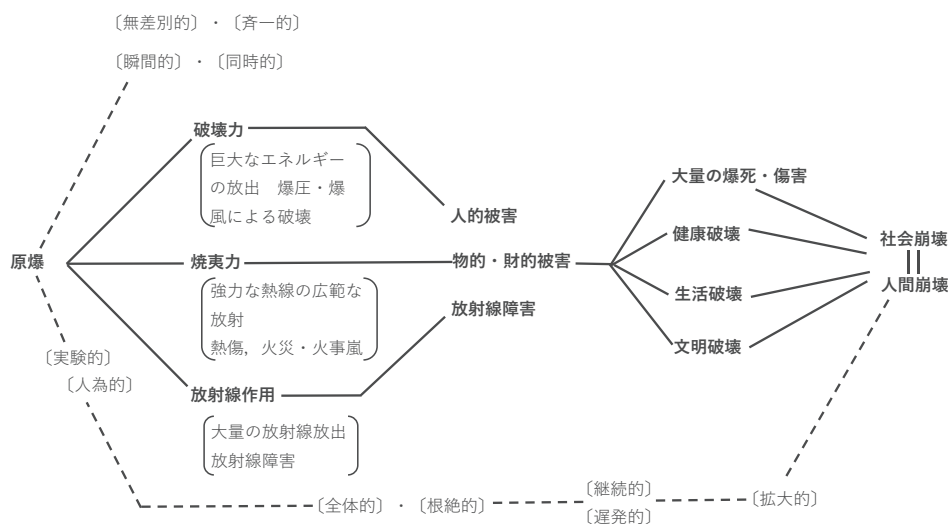 〔無差別的〕・〔斉一的〕
〔瞬間的〕・〔同時的〕
原爆
破壊力
巨大なエネルギー
の放出　爆圧・爆
風による破壊
焼夷力
強力な熱線の広範な
放射
熱傷，火災・火事嵐
放射線作用
大量の放射線放出
放射線障害
人的被害
物的・財的被害
放射線障害
大量の爆死・傷害
健康破壊
生活破壊
文明破壊
社会崩壊
人間崩壊
〔実験的〕
〔人為的〕
〔全体的〕・〔根絶的〕
〔継続的〕
〔遅発的〕
〔拡大的〕